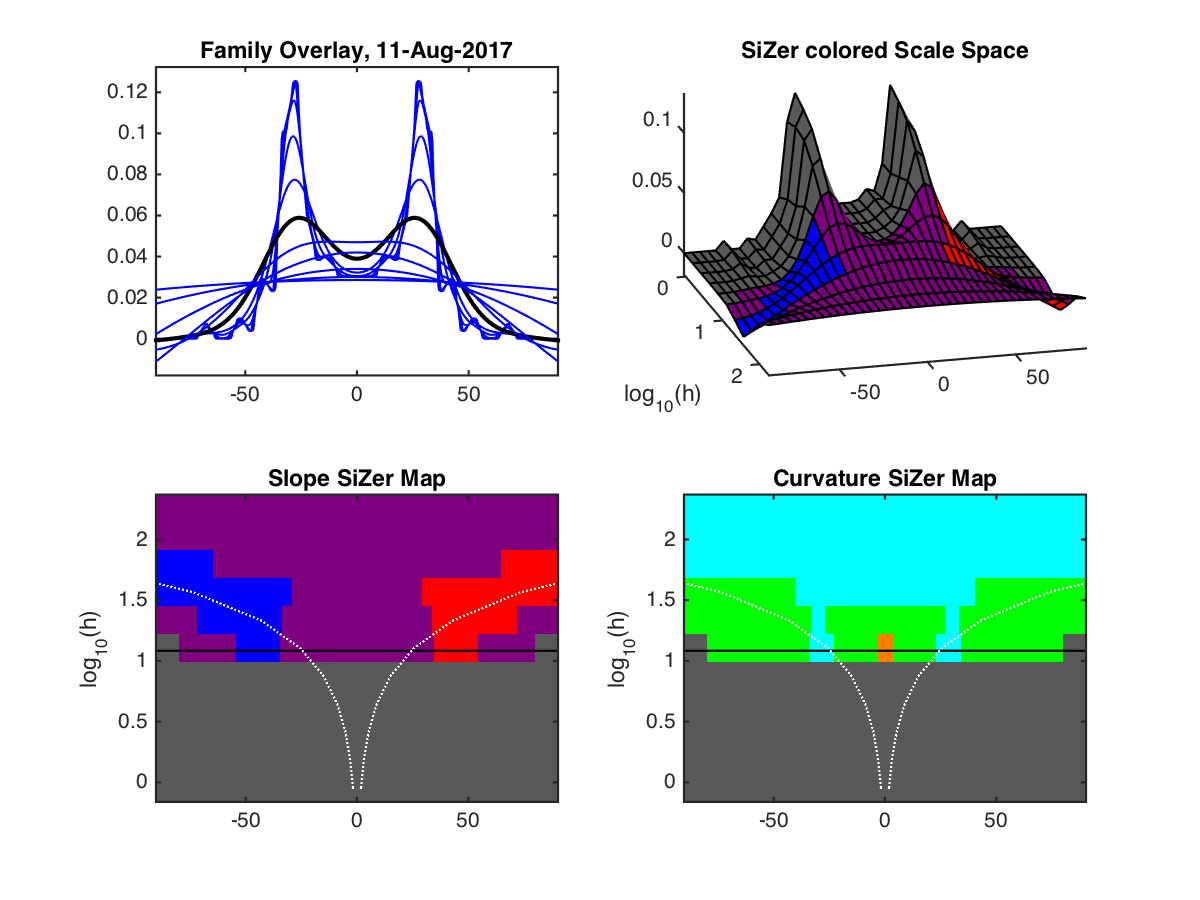 Family Overlay, 11-Aug-2017
0.12
0.1
0.08
0.06
0.04
0.02
0
-50 0 50
SiZer colored Scale Space
0.1
0.05
0
0
1
2
log10(h)
-50 0 50
Slope SiZer Map
2
1.5
1
0.5
0
log10(h)
-50 0 50
Curvature SiZer Map
2
1.5
1
0.5
0
log10(h)
-50 0 50